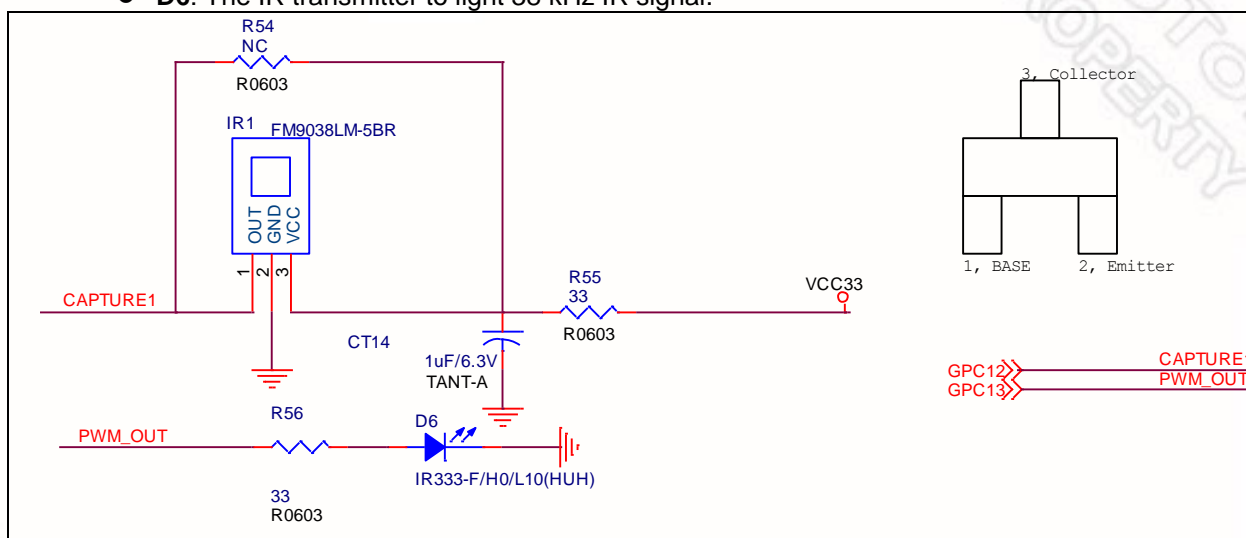 D6: The IR transmitter to light 38 kHz IR signal.
R54
NC
R0603
IR1
FM9038LM-5BR
OUT
GND
VCC
1
2
3
CAPTURE1
R55
33
R0603
VCC33
CT14
1uF/6.3V
TANT-A
R56
PWM_OUT
33
R0603
D6
IR333-F/H0/L10(HUH)
3, Collector
1, BASE
2, Emitter
GPC12
GPC13
CAPTURE1
PWM_OUT
PROPERTY